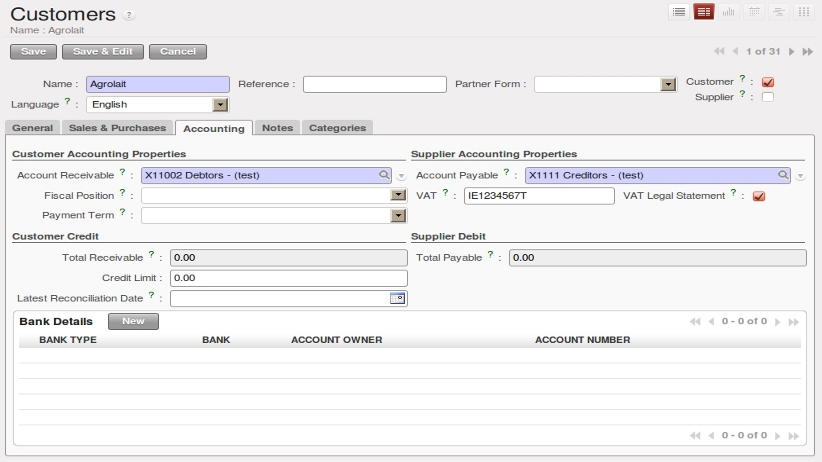 Customers ?
Name : Agrolait
Save Save & Edit Cancel 1 of 31
Name : Agrolait Reference : Partner Form : Customer ? :
Language ? : English Supplier ? :
General Sales & Purchases Accounting Notes Categories
Customer Accounting Properties Supplier Accounting Properties
Account Receivable ? : X11002 Debtors - (test) Account Payable ? : X1111 Creditors - (test)
Fiscal Position ? : VAT ? : IE1234567T VAT Legal Statement ? :
Payment Term ? :
Customer Credit Supplier Debit
Total Receivable ? : 0.00 Total Payable ? : 0.00
Credit Limit : 0.00
Latest Reconciliation Date ? :
Bank Details New 0 - 0 of 0
BANK TYPE BANK ACCOUNT OWNER ACCOUNT NUMBER
0 - 0 of 0